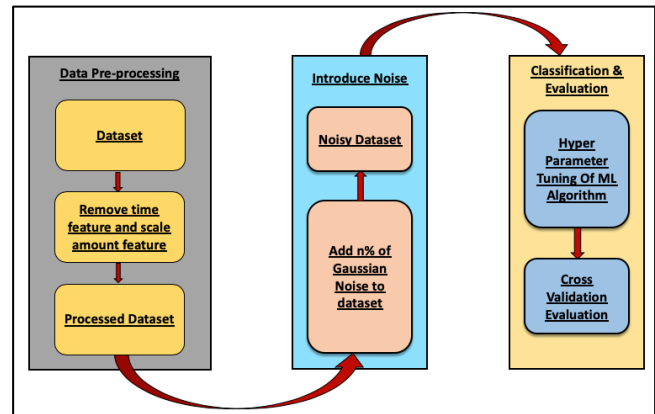 Data Pre-processing
Dataset
Remove time
feature and scale
amount feature
Processed Dataset
Introduce Noise
Noisy Dataset
Add n% of
Gaussian
Noise to
dataset
Classification &
Evaluation
Hyper
Parameter
Tuning Of ML
Algorithm
Cross
Validation
Evaluation